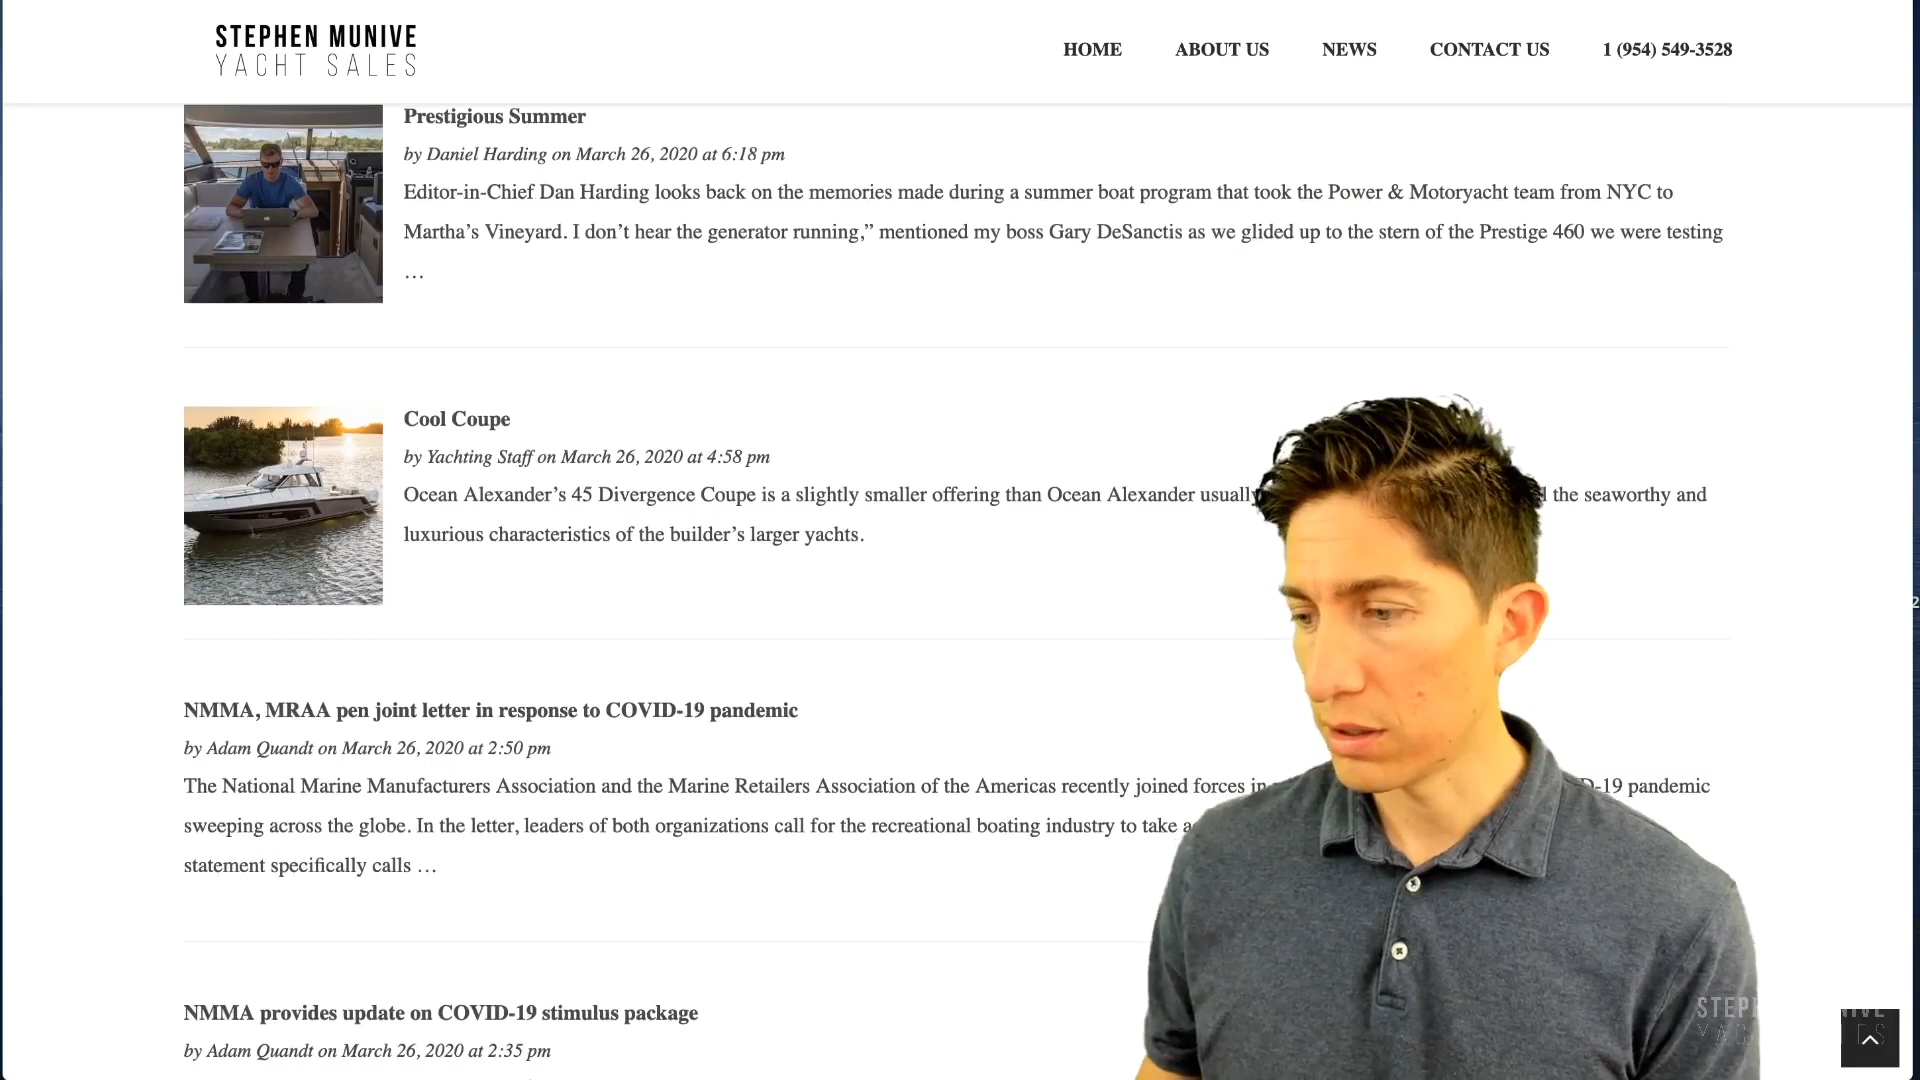 STEPHEN MUNIVE
YACHT SALES
HOME
ABOUT US
NEWS
CONTACT US
1 (954) 549-3528
Prestigious Summer
by Daniel Harding on March 26, 2020 at 6:18 pm
Editor-in-Chief Dan Harding looks back on the memories made during a summer boat program that took the Power & Motoryacht team from NYC to
Martha’s Vineyard. I don’t hear the generator running,” mentioned my boss Gary DeSanctis as we glided up to the stern of the Prestige 460 we were testing
…
Cool Coupe
by Yachting Staff on March 26, 2020 at 4:58 pm
Ocean Alexander’s 45 Divergence Coupe is a slightly smaller offering than Ocean Alexander usually the seaworthy and
luxurious characteristics of the builder’s larger yachts.
NMMA, MRAA pen joint letter in response to COVID-19 pandemic
by Adam Quandt on March 26, 2020 at 2:50 pm
The National Marine Manufacturers Association and the Marine Retailers Association of the Americas recently joined forces in pandemic
sweeping across the globe. In the letter, leaders of both organizations call for the recreational boating industry to take
statement specifically calls …
NMMA provides update on COVID-19 stimulus package
by Adam Quandt on March 26, 2020 at 2:35 pm